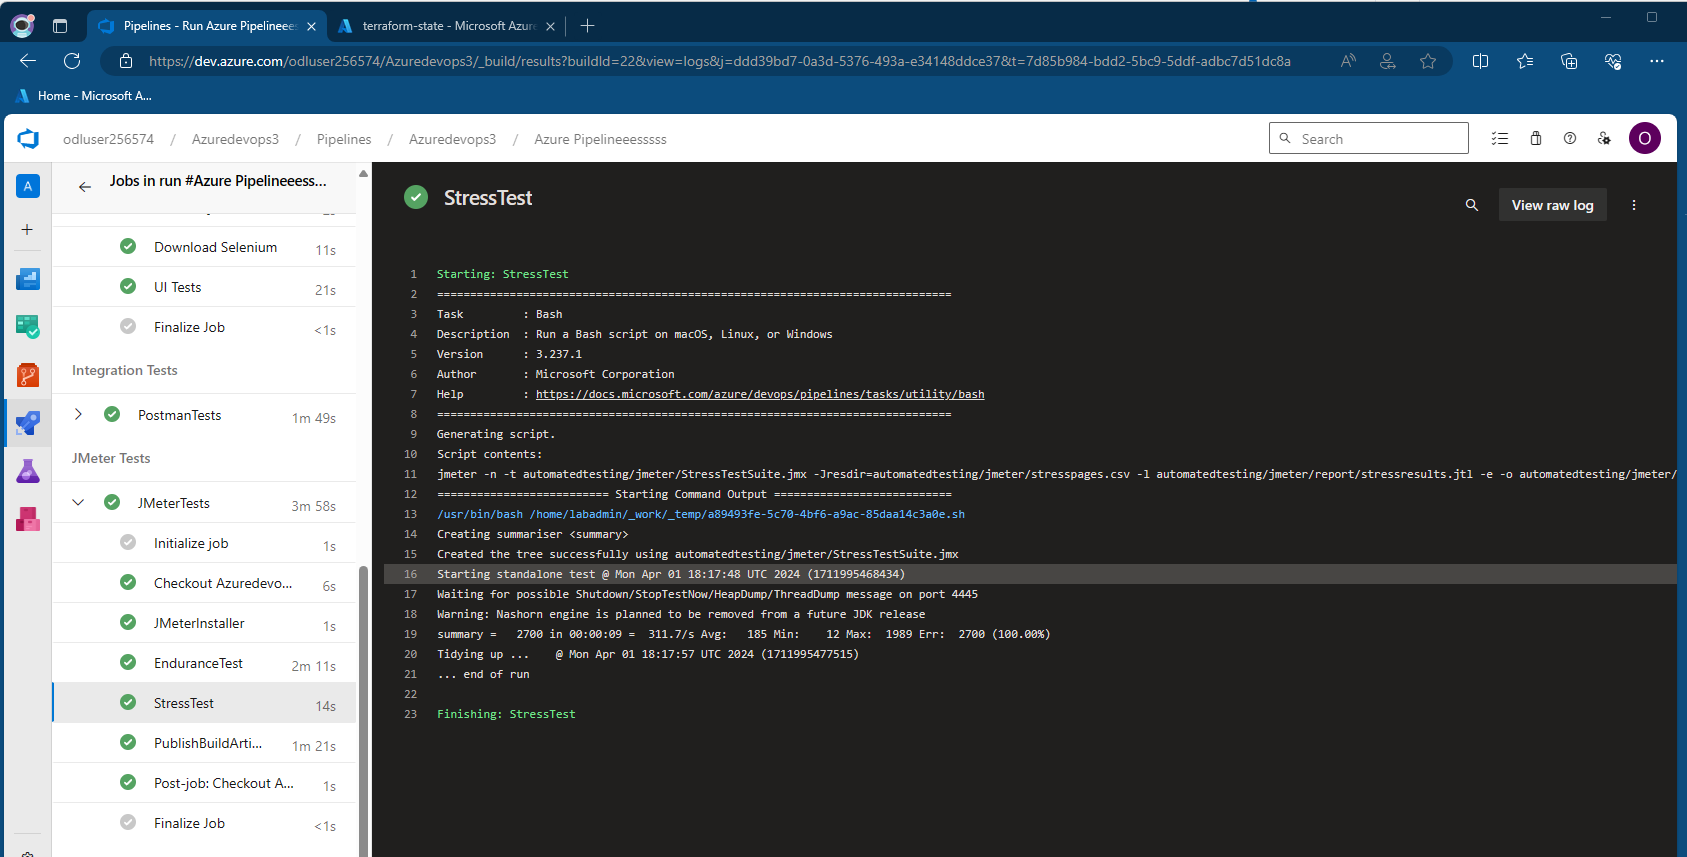 Pipelines - Run Azure Pipelineees
terraform-state - Microsoft Azure
https://dev.azure.com/odluser256574/Azuredevops3/_build/results?buildId=22&view=logs&j=ddd39bd7-0a3d-5376-493a-e34148ddce37&t=7d85b984-bdd2-5bc9-5ddf-adbc7d51dc8a
Home - Microsoft A...
odluser256574 / Azuredevops3 / Pipelines / Azuredevops3 / Azure Pipelineeesssss
Search
O
A
Jobs in run #Azure Pipelineeess...
Download Selenium 11s
UI Tests 21s
Finalize Job <1s
Integration Tests
PostmanTests 1m 49s
JMeter Tests
JMeterTests 3m 58s
Initialize job 1s
Checkout Azuredevo... 6s
JMeterInstaller 1s
EnduranceTest 2m 11s
StressTest 14s
PublishBuildArti... 1m 21s
Post-job: Checkout A... 1s
Finalize Job <1s
StressTest
View raw log
1 Starting: StressTest
2 ==============================================================================
3 Task : Bash
4 Description : Run a Bash script on macOS, Linux, or Windows
5 Version : 3.237.1
6 Author : Microsoft Corporation
7 Help : https://docs.microsoft.com/azure/devops/pipelines/tasks/utility/bash
8 ==============================================================================
9 Generating script.
10 Script contents:
11 jmeter -n -t automatedtesting/jmeter/StressTestSuite.jmx -Jresdir=automatedtesting/jmeter/stresspages.csv -l automatedtesting/jmeter/report/stressresults.jtl -e -o automatedtesting/jmeter/
12 ========================== Starting Command Output ===========================
13 /usr/bin/bash /home/labadmin/_work/_temp/a89493fe-5c70-4bf6-a9ac-85daa14c3a0e.sh
14 Creating summariser <summary>
15 Created the tree successfully using automatedtesting/jmeter/StressTestSuite.jmx
16 Starting standalone test @ Mon Apr 01 18:17:48 UTC 2024 (1711995468434)
17 Waiting for possible Shutdown/StopTestNow/HeapDump/ThreadDump message on port 4445
18 Warning: Nashorn engine is planned to be removed from a future JDK release
19 summary = 2700 in 00:00:09 = 311.7/s Avg: 185 Min: 12 Max: 1989 Err: 2700 (100.00%)
20 Tidying up ... @ Mon Apr 01 18:17:57 UTC 2024 (1711995477515)
21 ... end of run
22
23 Finishing: StressTest